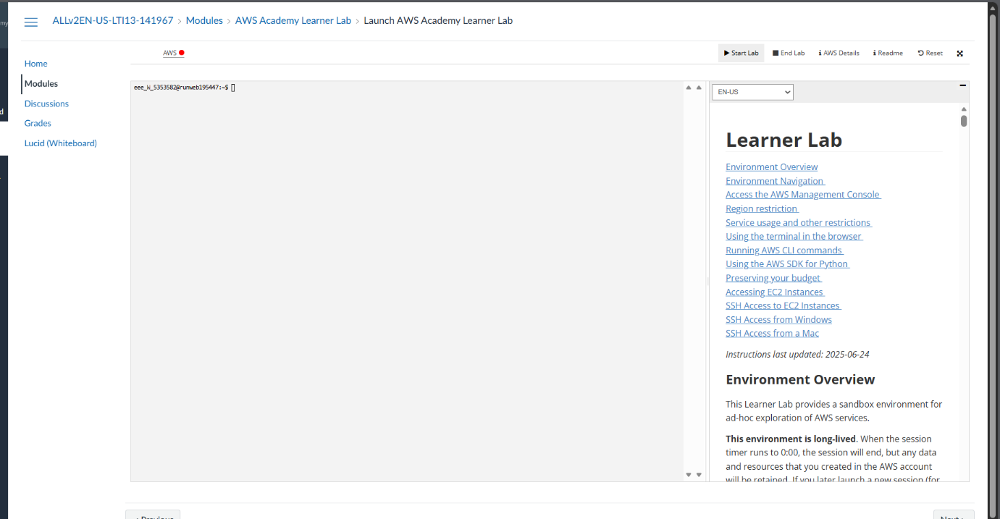 ALLv2EN-US-LTI13-141967 > Modules > AWS Academy Learner Lab > Launch AWS Academy Learner Lab
my
d
Home
Modules
Discussions
Grades
Lucid (Whiteboard)
AWS
Start Lab
End Lab
AWS Details
Readme
Reset
eee_W_5353582@runweb195447:~$
EN-US
Learner Lab
Environment Overview
Environment Navigation
Access the AWS Management Console
Region restriction
Service usage and other restrictions
Using the terminal in the browser
Running AWS CLI commands
Using the AWS SDK for Python
Preserving your budget
Accessing EC2 Instances
SSH Access to EC2 Instances
SSH Access from Windows
SSH Access from a Mac
Instructions last updated: 2025-06-24
Environment Overview
This Learner Lab provides a sandbox environment for
ad-hoc exploration of AWS services.
This environment is long-lived. When the session
timer runs to 0:00, the session will end, but any data
and resources that you created in the AWS account
will be retained. If you later launch a new session (for
Previous
Next